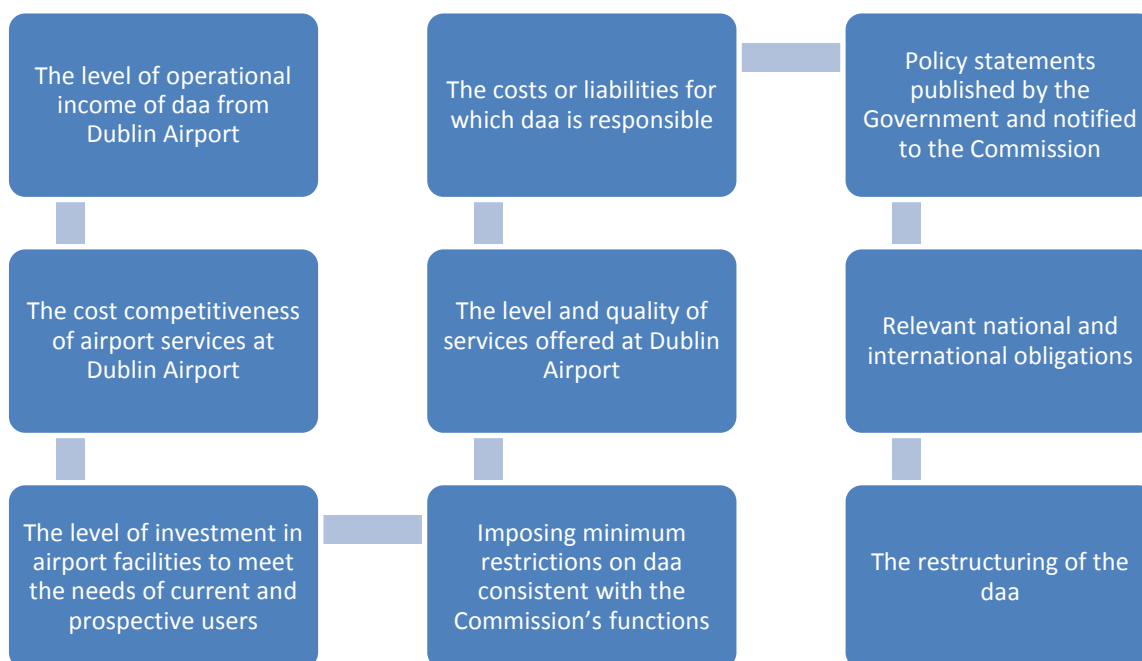 The level of operational
income of daa from
Dublin Airport
The cost competitiveness
of airport services at
Dublin Airport
The level of investment in
airport facilities to meet
the needs of current and
prospective users
Imposing minimum
restrictions on daa
consistent with the
Commission's functions
The level and quality of
services offered at Dublin
Airport
The costs or liabilities for
which daa is responsible
Policy statements
published by the
Government and notified
to the Commission
Relevant national and
international obligations
The restructuring of the
daa